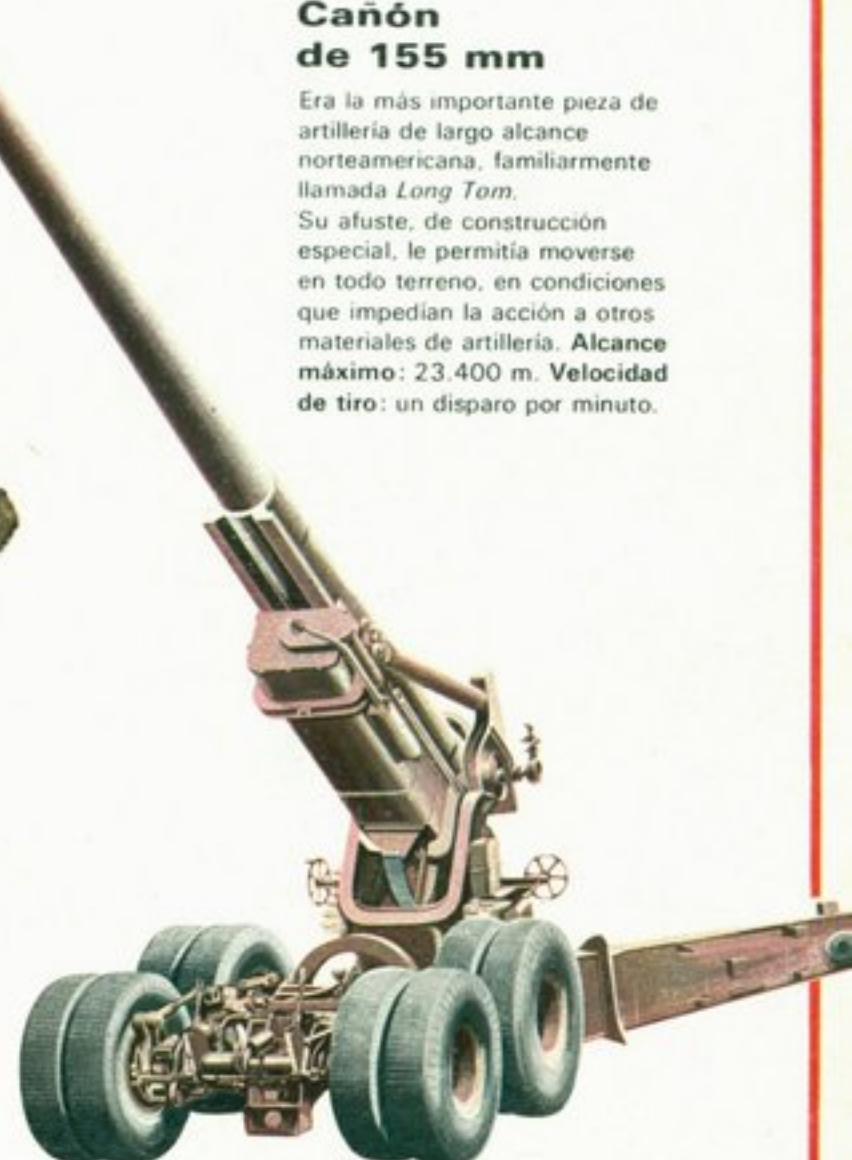 Cañón
de 155 mm
Era la más importante pieza de
artillería de largo alcance
norteamericana, familiarmente
llamada Long Tom.
Su afuste, de construcción
especial, le permitía moverse
en todo terreno, en condiciones
que impedían la acción a otros
materiales de artillería. Alcance
máximo: 23.400 m. Velocidad
de tiro: un disparo por minuto.